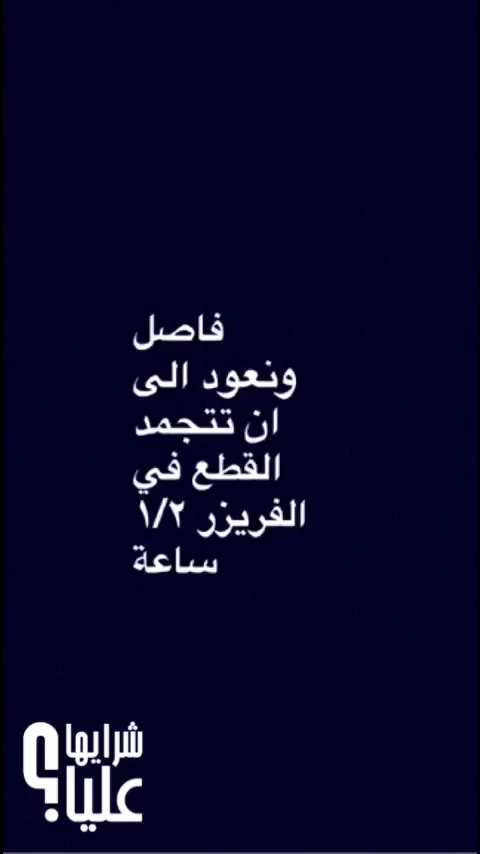 فاصل
ونعود الى
ان تتجمد
القطع في
الفريزر ١/٢
ساعة
شرايها
عليا؟